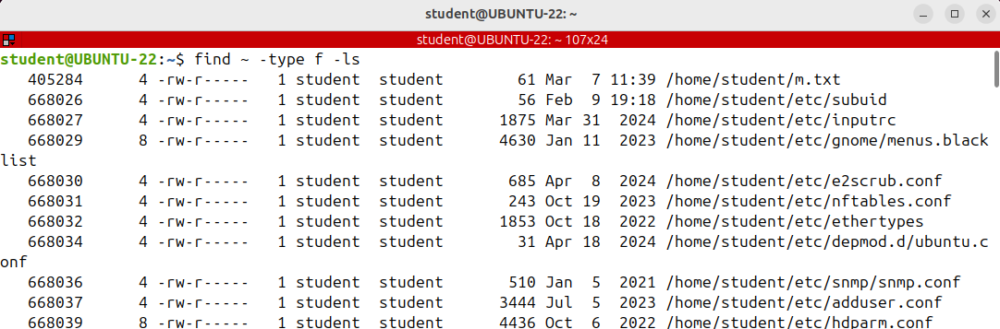 student@UBUNTU-22: ~
student@UBUNTU-22: ~ 107x24
student@UBUNTU-22:~$ find ~ -type f -ls
405284 4 -rw-r----- 1 student student 61 Mar 7 11:39 /home/student/m.txt
668026 4 -rw-r----- 1 student student 56 Feb 9 19:18 /home/student/etc/subuid
668027 4 -rw-r----- 1 student student 1875 Mar 31 2024 /home/student/etc/inputrc
668029 8 -rw-r----- 1 student student 4630 Jan 11 2023 /home/student/etc/gnome/menus.black
list
668030 4 -rw-r----- 1 student student 685 Apr 8 2024 /home/student/etc/e2scrub.conf
668031 4 -rw-r----- 1 student student 243 Oct 19 2023 /home/student/etc/nftables.conf
668032 4 -rw-r----- 1 student student 1853 Oct 18 2022 /home/student/etc/ethertypes
668034 4 -rw-r----- 1 student student 31 Apr 18 2024 /home/student/etc/depmod.d/ubuntu.c
onf
668036 4 -rw-r----- 1 student student 510 Jan 5 2021 /home/student/etc/snmp/snmp.conf
668037 4 -rw-r----- 1 student student 3444 Jul 5 2023 /home/student/etc/adduser.conf
668039 8 -rw-r----- 1 student student 4436 Oct 6 2022 /home/student/etc/hdparm.conf